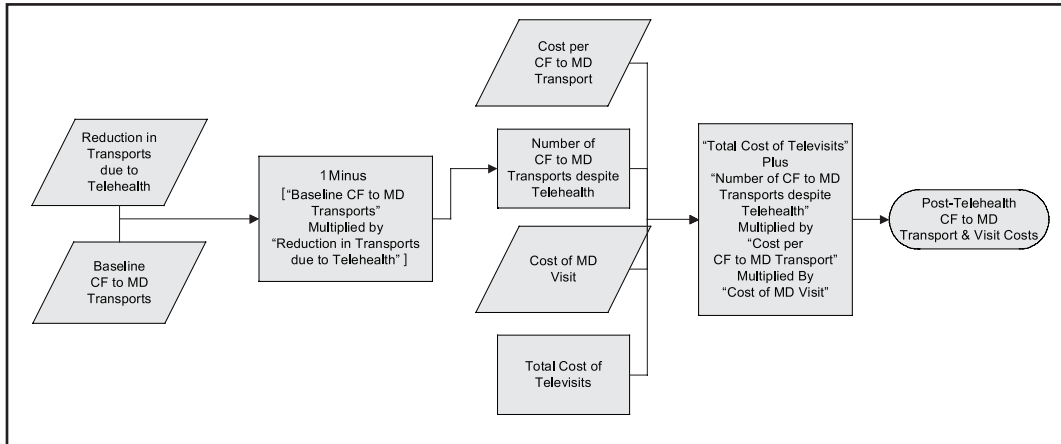 Reduction in
Transports
due to
Telehealth
Baseline
CF to MD
Transports
1 Minus
[ “Baseline CF to MD
Transports”
Multiplied by
“Reduction in Transports
due to Telehealth” ]
Cost per
CF to MD
Transport
Number of
CF to MD
Transports despite
Telehealth
Cost of MD
Visit
Total Cost of
Televisits
“Total Cost of Televisits”
Plus
“Number of CF to MD
Transports despite
Telehealth”
Multiplied by
“Cost per
CF to MD Transport”
Multiplied By
“Cost of MD Visit”
Post-Telehealth
CF to MD
Transport & Visit Costs